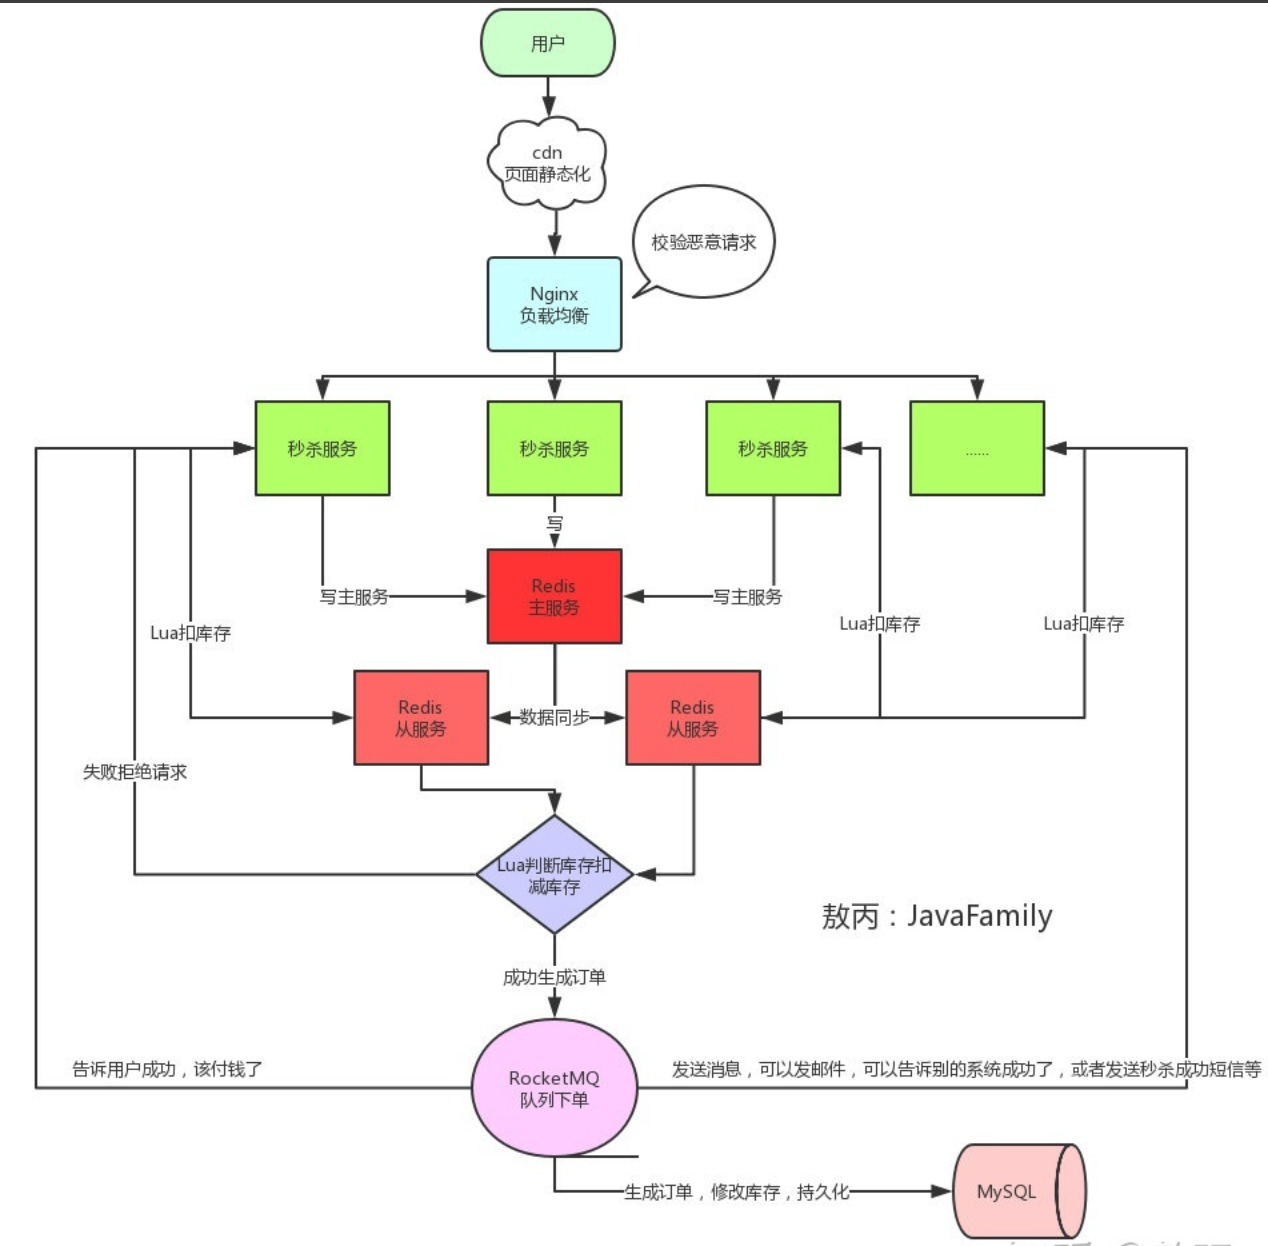 用户
cdn
页面静态化
校验恶意请求
Nginx
负载均衡
秒杀服务
秒杀服务
秒杀服务
......
写
Redis
主服务
写主服务
写主服务
Lua扣库存
Lua扣库存
Lua扣库存
Redis
从服务
数据同步
Redis
从服务
失败拒绝请求
Lua判断库存扣
减库存
敖丙：JavaFamily
成功生成订单
告诉用户成功，该付钱了
RocketMQ
队列下单
发送消息，可以发邮件，可以告诉别的系统成功了，或者发送秒杀成功短信等
生成订单，修改库存，持久化
MySQL